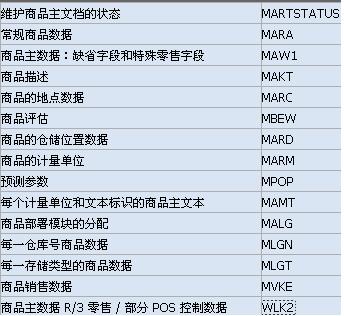 维护商品主文档的状态 MARTSTATUS
常规商品数据 MARA
商品主数据：缺省字段和特殊零售字段 MAW1
商品描述 MAKT
商品的地点数据 MARC
商品评估 MBEW
商品的仓储位置数据 MARD
商品的计量单位 MARM
预测参数 MPOP
每个计量单位和文本标识的商品主文本 MAMT
商品部署模块的分配 MALG
每一仓库号商品数据 MLGN
每一存储类型的商品数据 MLGT
商品销售数据 MVKE
商品主数据 R/3 零售 / 部分 POS 控制数据 WLK2